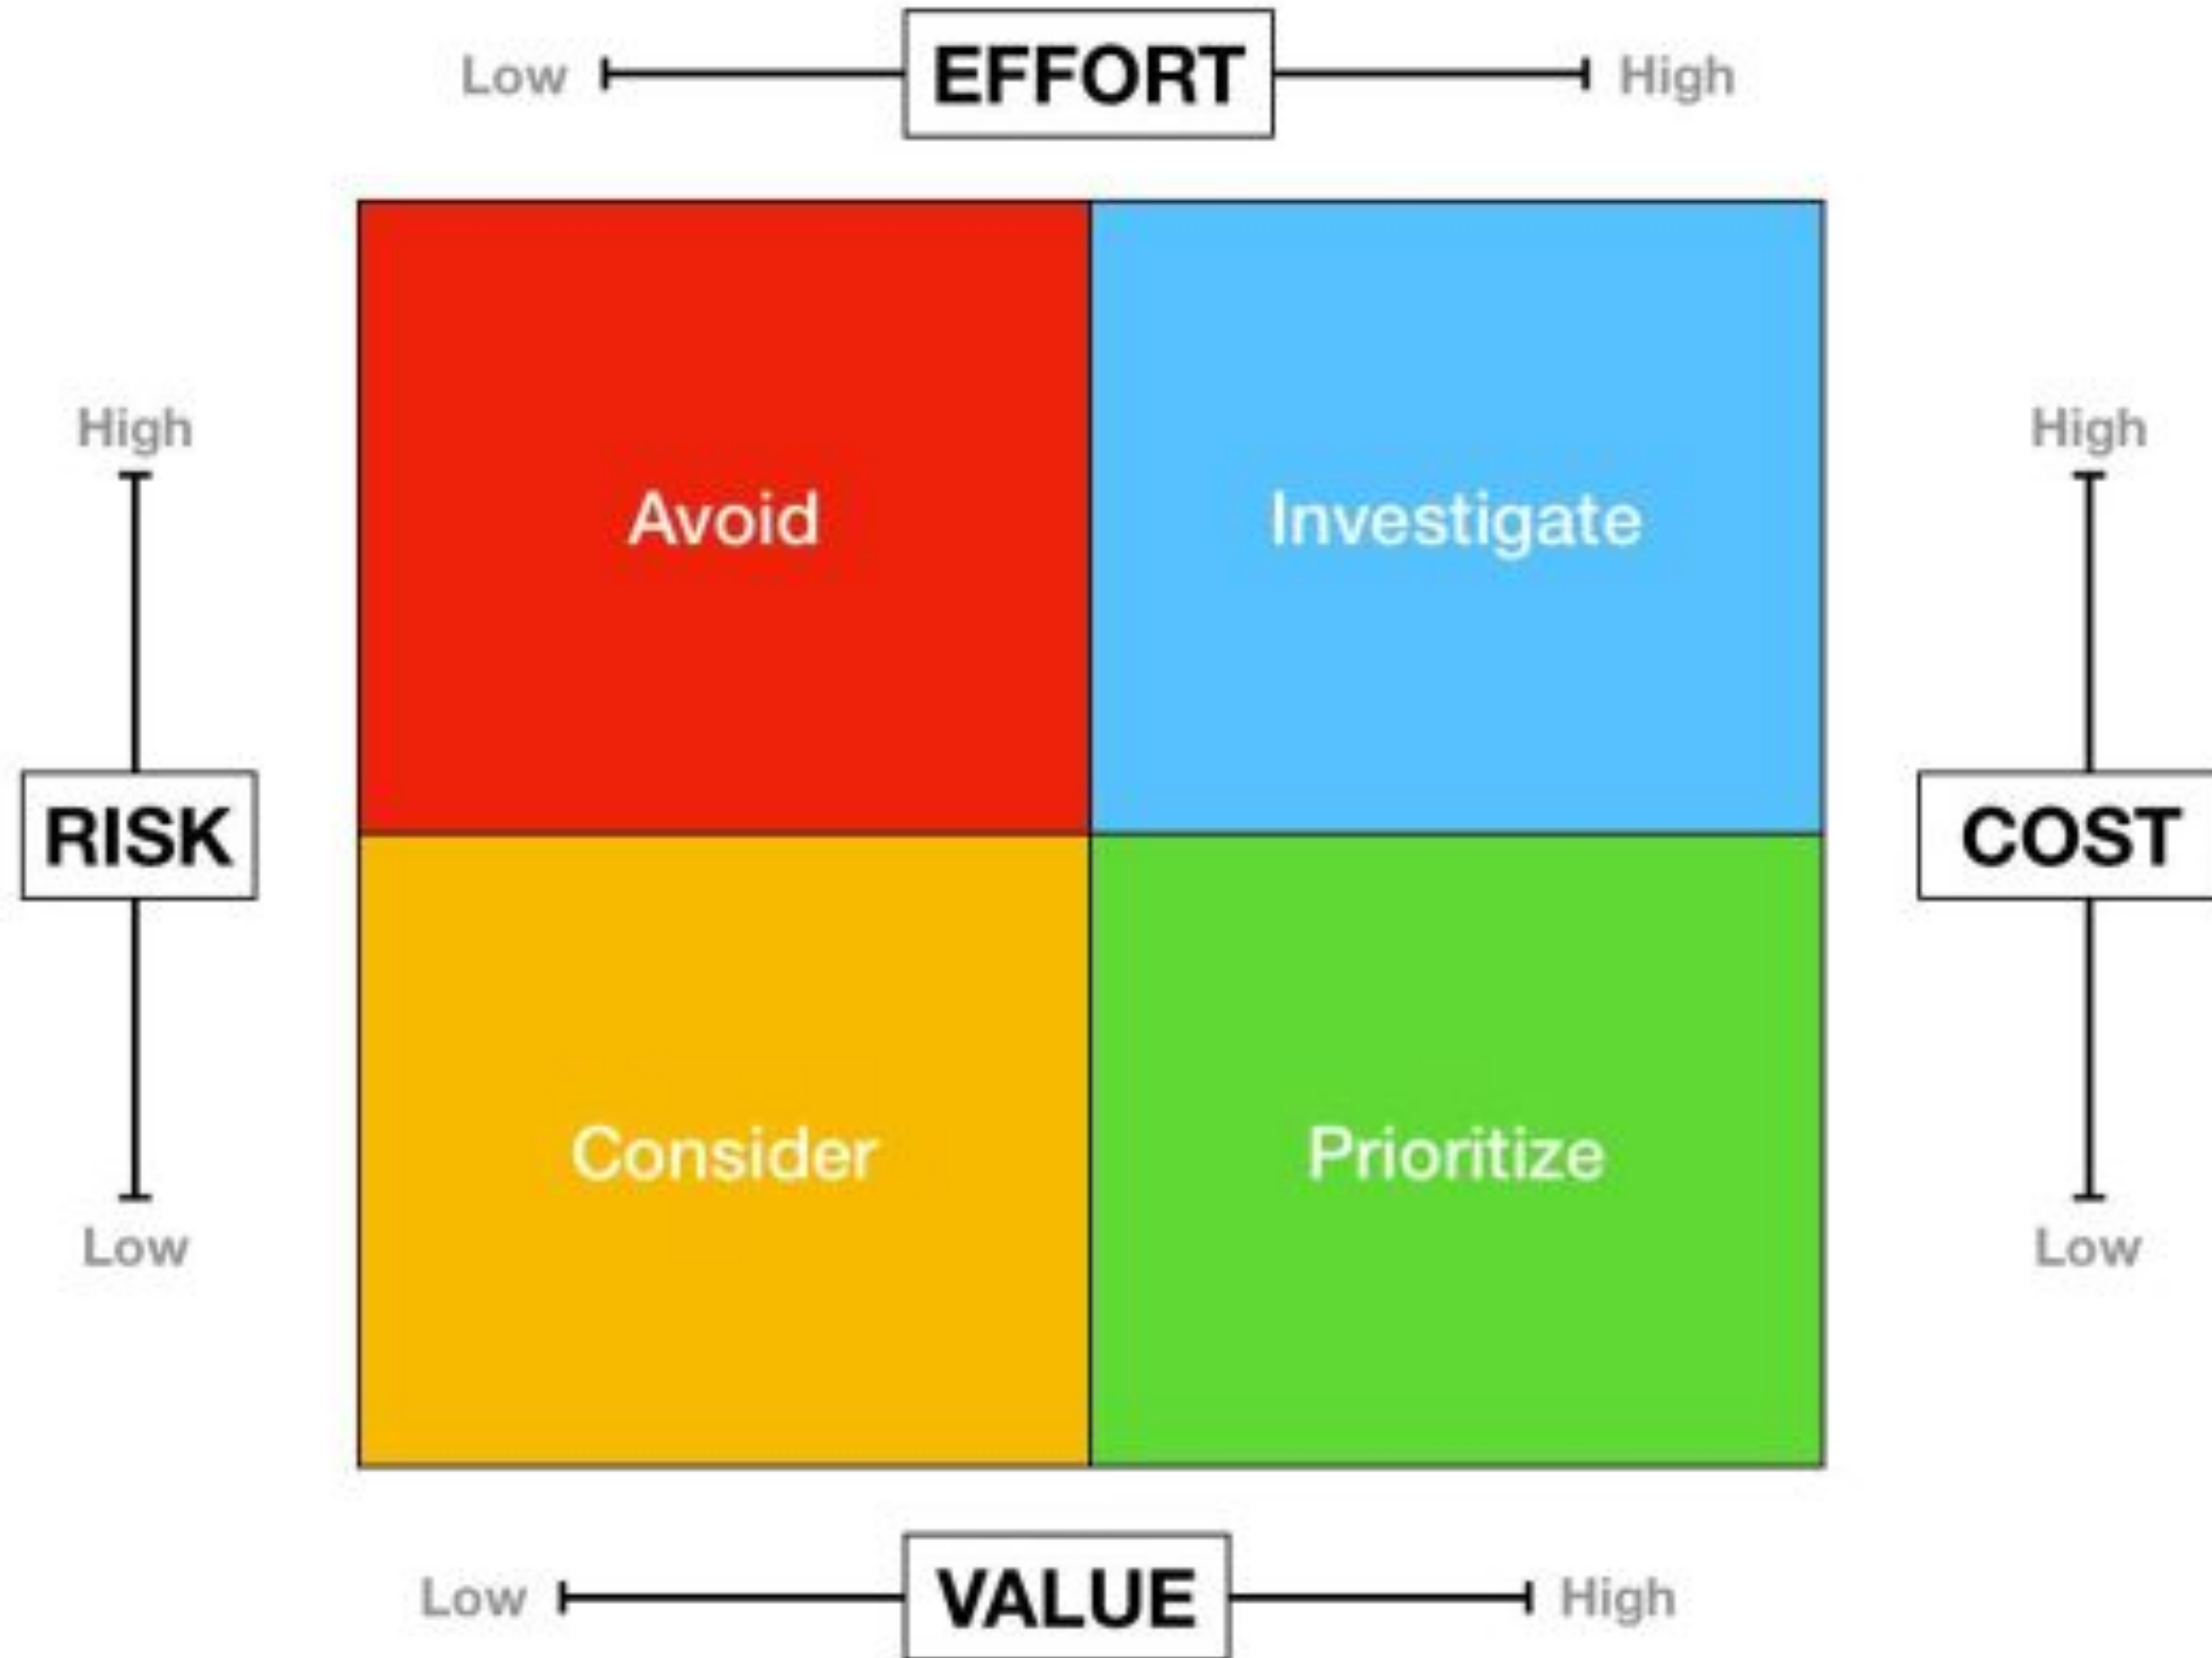 Low EFFORT High
High High
Avoid Investigate
RISK COST
Consider Prioritize
Low Low
Low VALUE High